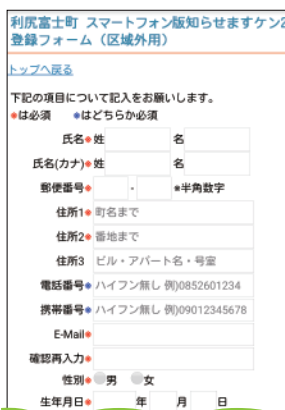 利尻富士町 スマートフォン版知らせますケン2
登録フォーム（区域外用）
トップへ戻る
下記の項目について記入をお願いします。
●は必須 ●はどちらか必須
氏名● 姓 名
氏名(カナ)● 姓 名
郵便番号● - ※半角数字
住所1● 町名まで
住所2● 番地まで
住所3 ビル・アパート名・号室
電話番号● ハイフン無し 例)0852601234
携帯番号● ハイフン無し 例)09012345678
E-Mail●
確認再入力●
性別● 男 女
生年月日● 年 月 日